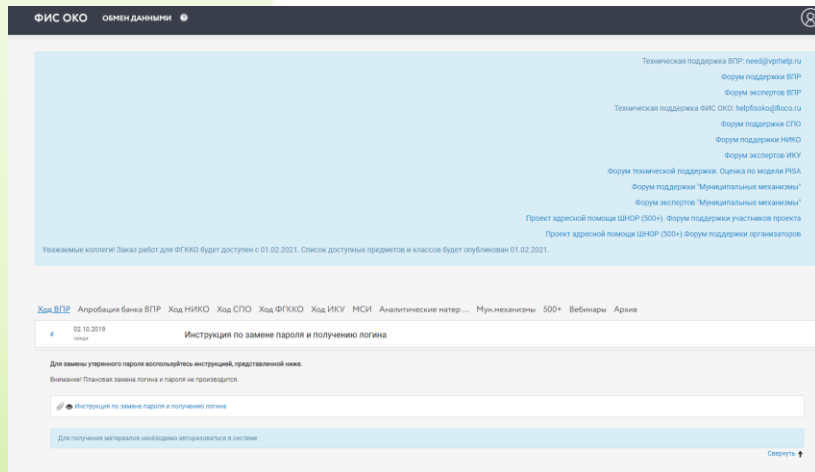 ФИС ОКО ОБМЕН ДАННЫМИ ?
Техническая поддержка ВПР: need@vprhelp.ru
Форум поддержки ВПР
Форум экспертов ВПР
Техническая поддержка ФИС ОКО: helpfisoko@fioco.ru
Форум поддержки СПО
Форум поддержки НИКО
Форум экспертов ИКУ
Форум технической поддержки. Оценка по модели PISA
Форум поддержки "Муниципальные механизмы"
Форум экспертов "Муниципальные механизмы"
Проект адресной помощи ШНОР (500+). Форум поддержки участников проекта
Проект адресной помощи ШНОР (500+).Форум поддержки организаторов
Уважаемые коллеги! Заказ работ для ФГККО будет доступен с 01.02.2021. Список доступных предметов и классов будет опубликован 01.02.2021.
Ход ВПР Апробация банка ВПР Ход НИКО Ход СПО Ход ФГККО Ход ИКУ МСИ Аналитические матер ... Мун.механизмы 500+ Вебинары Архив
# 02.10.2019 Инструкция по замене пароля и получению логина
среда
Для замены утерянного пароля воспользуйтесь инструкцией, представленной ниже.
Внимание! Плановая замена логина и пароля не производится.
Инструкция по замене пароля и получению логина
Для получения материалов необходимо авторизоваться в системе
Свернуть